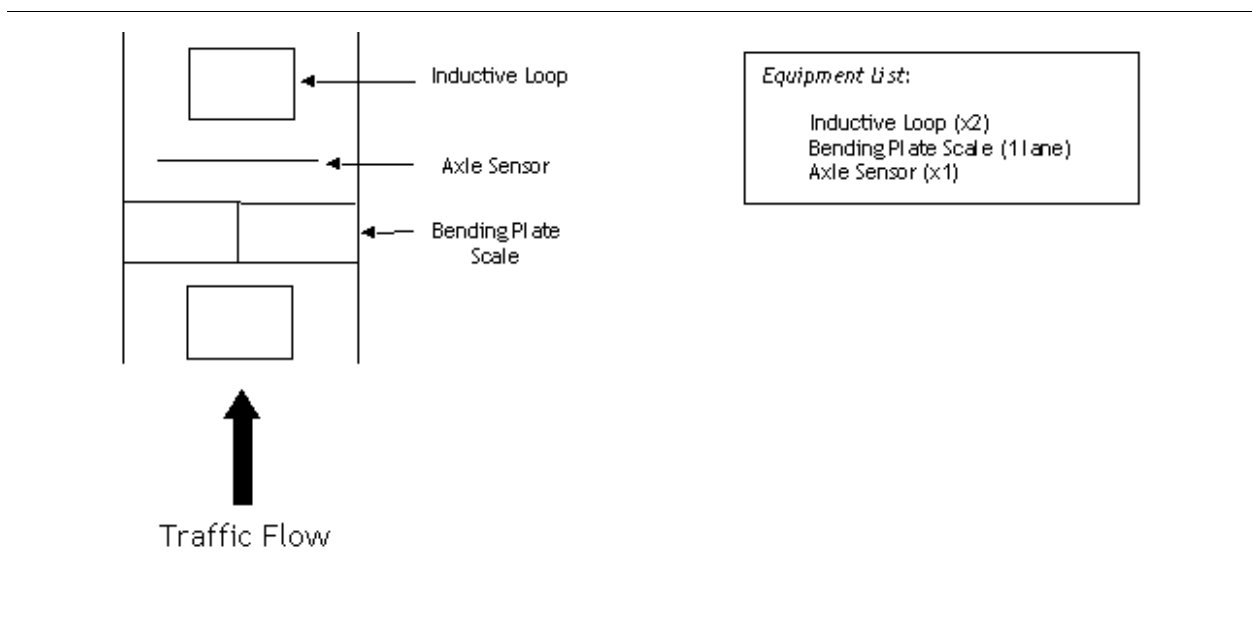 Inductive Loop
Axle Sensor
Bending Plate
Scale
Traffic Flow
Equipment List:
Inductive Loop (x2)
Bending Plate Scale (1 lane)
Axle Sensor (x1)